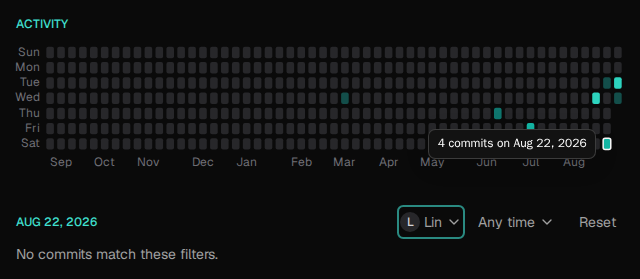 ACTIVITY
Sun
Mon
Tue
Wed
Thu
Fri
Sat
4 commits on Aug 22, 2026
Sep Oct Nov Dec Jan Feb Mar Apr May Jun Jul Aug
AUG 22, 2026
L Lin Any time Reset
No commits match these filters.